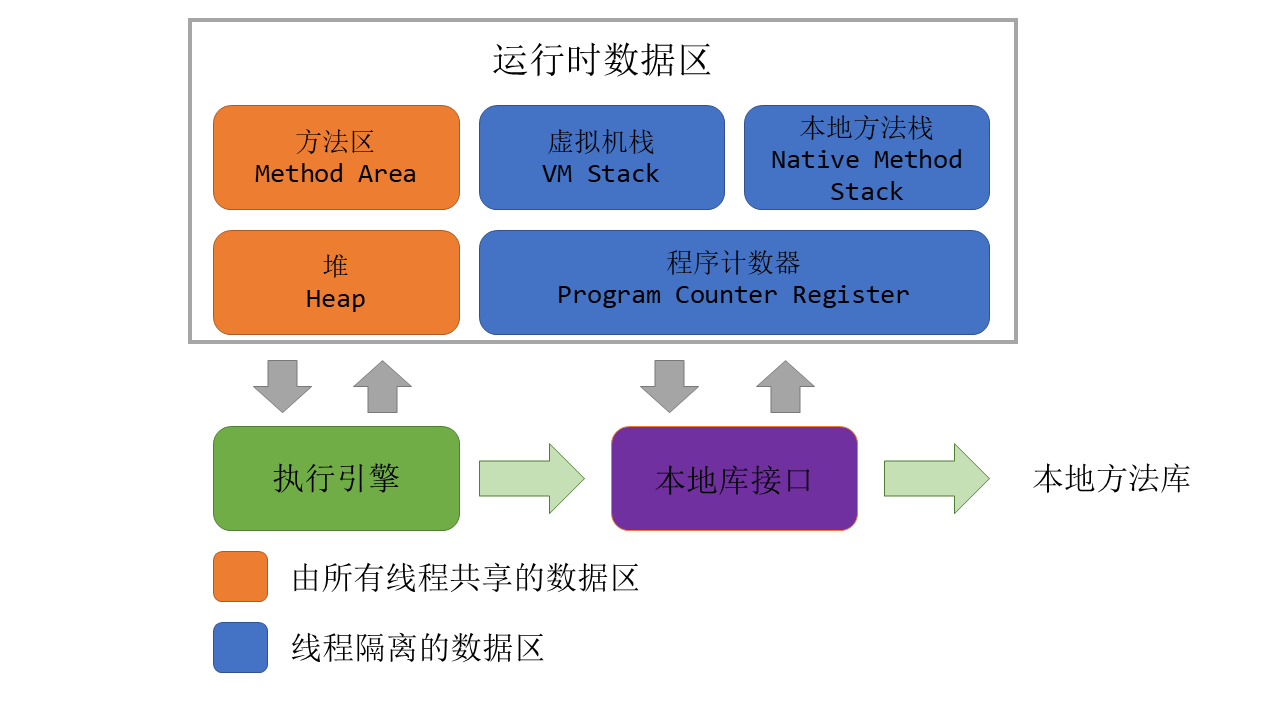 运行时数据区
方法区
Method Area
虚拟机栈
VM Stack
本地方法栈
Native Method
Stack
堆
Heap
程序计数器
Program Counter Register
执行引擎
本地库接口
本地方法库
由所有线程共享的数据区
线程隔离的数据区